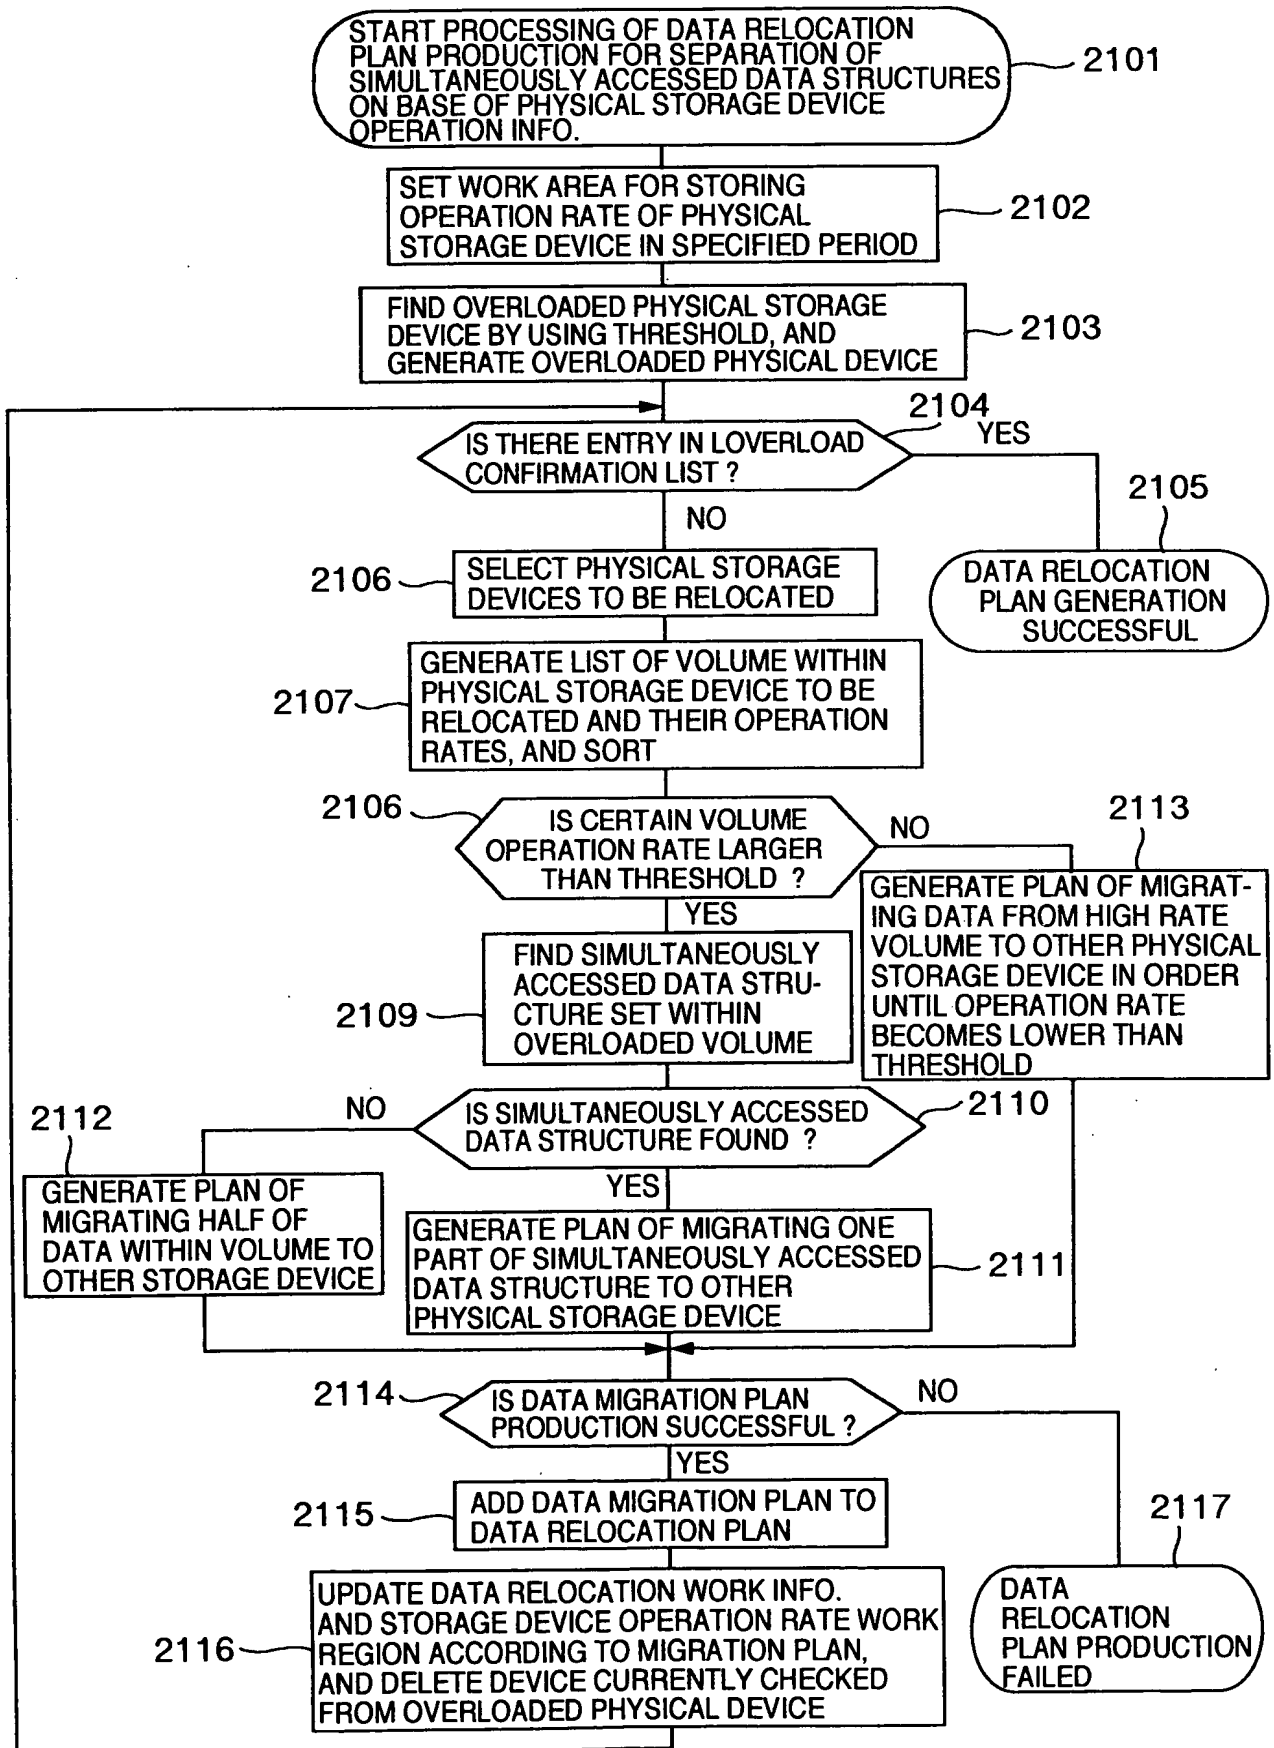 START PROCESSING OF DATA RELOCATION
PLAN PRODUCTION FOR SEPARATION OF
SIMULTANEOUSLY ACCESSED DATA STRUCTURES
ON BASE OF PHYSICAL STORAGE DEVICE
OPERATION INFO.
2101
SET WORK AREA FOR STORING
OPERATION RATE OF PHYSICAL
STORAGE DEVICE IN SPECIFIED PERIOD
2102
FIND OVERLOADED PHYSICAL STORAGE
DEVICE BY USING THRESHOLD, AND
GENERATE OVERLOADED PHYSICAL DEVICE
2103
2104
IS THERE ENTRY IN LOVERLOAD
CONFIRMATION LIST ?
YES
NO
2105
DATA RELOCATION
PLAN GENERATION
SUCCESSFUL
2106
SELECT PHYSICAL STORAGE
DEVICES TO BE RELOCATED
2107
GENERATE LIST OF VOLUME WITHIN
PHYSICAL STORAGE DEVICE TO BE
RELOCATED AND THEIR OPERATION
RATES, AND SORT
2106
IS CERTAIN VOLUME
OPERATION RATE LARGER
THAN THRESHOLD ?
NO
YES
2113
GENERATE PLAN OF MIGRAT-
ING DATA FROM HIGH RATE
VOLUME TO OTHER PHYSICAL
STORAGE DEVICE IN ORDER
UNTIL OPERATION RATE
BECOMES LOWER THAN
THRESHOLD
2109
FIND SIMULTANEOUSLY
ACCESSED DATA STRU-
CTURE SET WITHIN
OVERLOADED VOLUME
2110
IS SIMULTANEOUSLY ACCESSED
DATA STRUCTURE FOUND ?
NO
YES
2112
GENERATE PLAN OF
MIGRATING HALF OF
DATA WITHIN VOLUME TO
OTHER STORAGE DEVICE
GENERATE PLAN OF MIGRATING ONE
PART OF SIMULTANEOUSLY ACCESSED
DATA STRUCTURE TO OTHER
PHYSICAL STORAGE DEVICE
2111
2114
IS DATA MIGRATION PLAN
PRODUCTION SUCCESSFUL ?
NO
YES
2115
ADD DATA MIGRATION PLAN TO
DATA RELOCATION PLAN
2117
DATA
RELOCATION
PLAN PRODUCTION
FAILED
2116
UPDATE DATA RELOCATION WORK INFO.
AND STORAGE DEVICE OPERATION RATE WORK
REGION ACCORDING TO MIGRATION PLAN,
AND DELETE DEVICE CURRENTLY CHECKED
FROM OVERLOADED PHYSICAL DEVICE